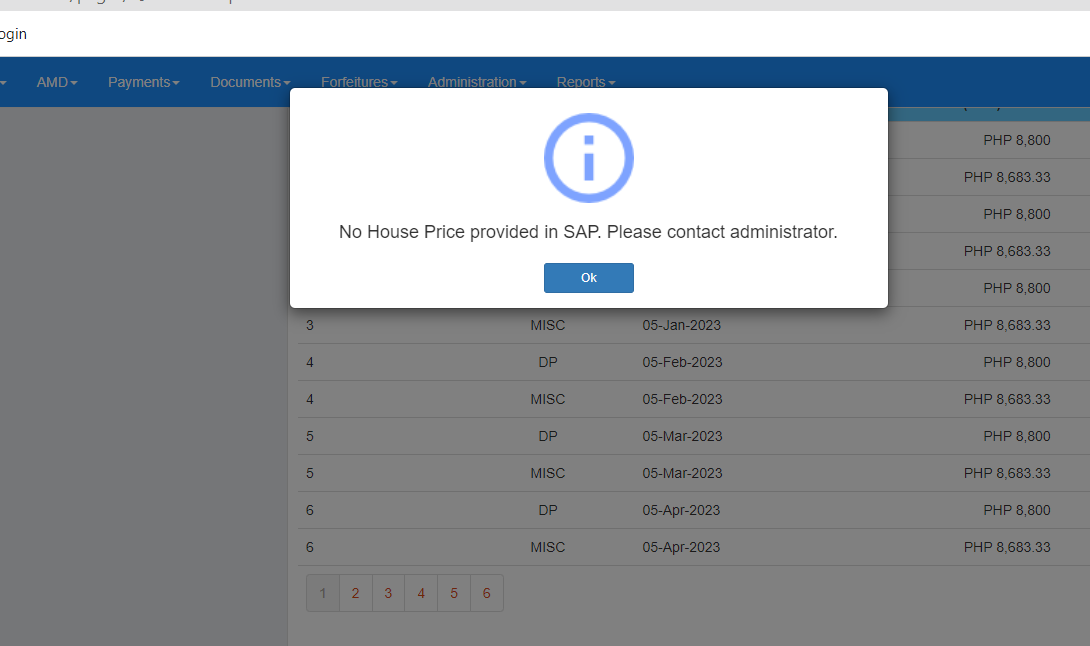 ogin
AMD Payments Documents Forfeitures Administration Reports
PHP 8,800
PHP 8,683.33
PHP 8,800
PHP 8,683.33
PHP 8,800
No House Price provided in SAP. Please contact administrator.
Ok
3 MISC 05-Jan-2023 PHP 8,683.33
4 DP 05-Feb-2023 PHP 8,800
4 MISC 05-Feb-2023 PHP 8,683.33
5 DP 05-Mar-2023 PHP 8,800
5 MISC 05-Mar-2023 PHP 8,683.33
6 DP 05-Apr-2023 PHP 8,800
6 MISC 05-Apr-2023 PHP 8,683.33
1 2 3 4 5 6